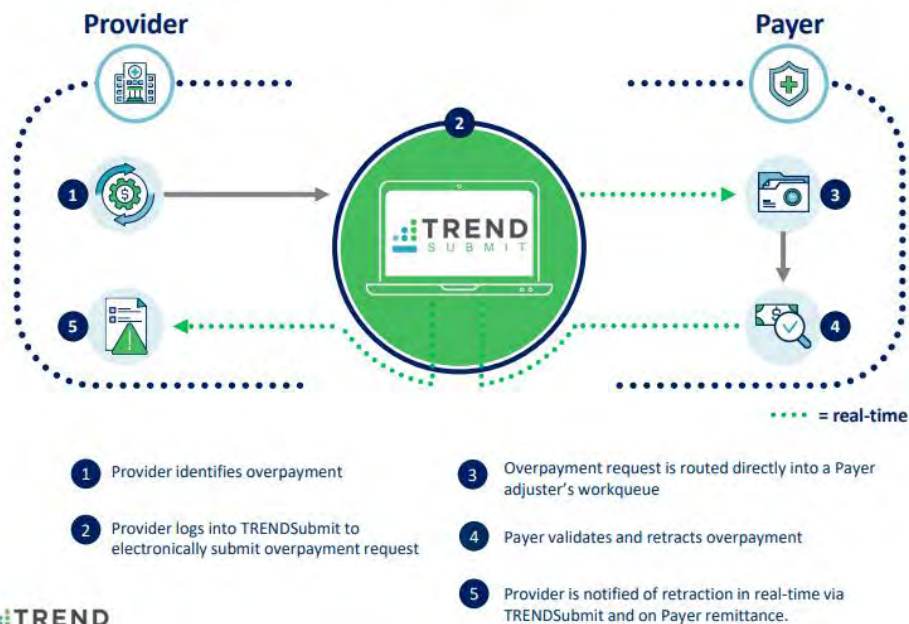 Provider
Payer
2
1
TREND
SUBMIT
3
5
4
= real-time
1 Provider identifies overpayment
2 Provider logs into TRENDSubmit to
electronically submit overpayment request
3 Overpayment request is routed directly into a Payer
adjuster's workqueue
4 Payer validates and retracts overpayment
5 Provider is notified of retraction in real-time via
TRENDSubmit and on Payer remittance.
TREND